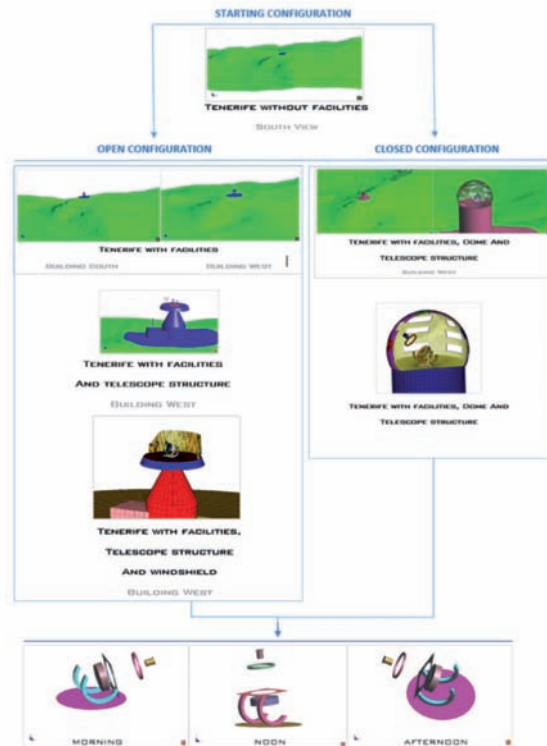 STARTING CONFIGURATION
TENERIFE WITHOUT FACILITIES
SOUTH VIEW
OPEN CONFIGURATION
TENERIFE WITH FACILITIES
BUILDING SOUTH
BUILDING WEST
TENERIFE WITH FACILITIES
AND TELESCOPE STRUCTURE
BUILDING WEST
TENERIFE WITH FACILITIES,
TELESCOPE STRUCTURE
AND WINDSHIELD
BUILDING WEST
CLOSED CONFIGURATION
TENERIFE WITH FACILITIES, DOME AND
TELESCOPE STRUCTURE
BUILDING WEST
TENERIFE WITH FACILITIES, DOME AND
TELESCOPE STRUCTURE
MORNING
NOON
AFTERNOON